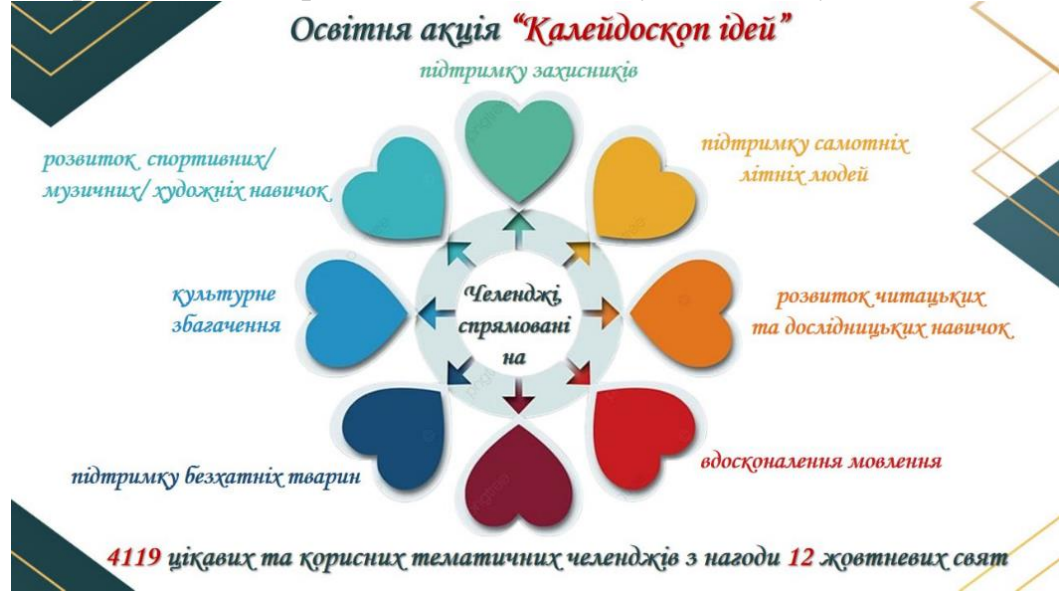 Освітня акція “Калейдоскоп ідей”
підтримку захисників
розвиток спортивних/
музичних/ художніх навичок
підтримку самотніх
літніх людей
культурне
збагачення
Челенджі,
спрямовані
на
розвиток читацьких
та дослідницьких навичок
підтримку безхатніх тварин
вдосконалення мовлення
4119 цікавих та корисних тематичних челенджів з нагоди 12 жовтневих свят